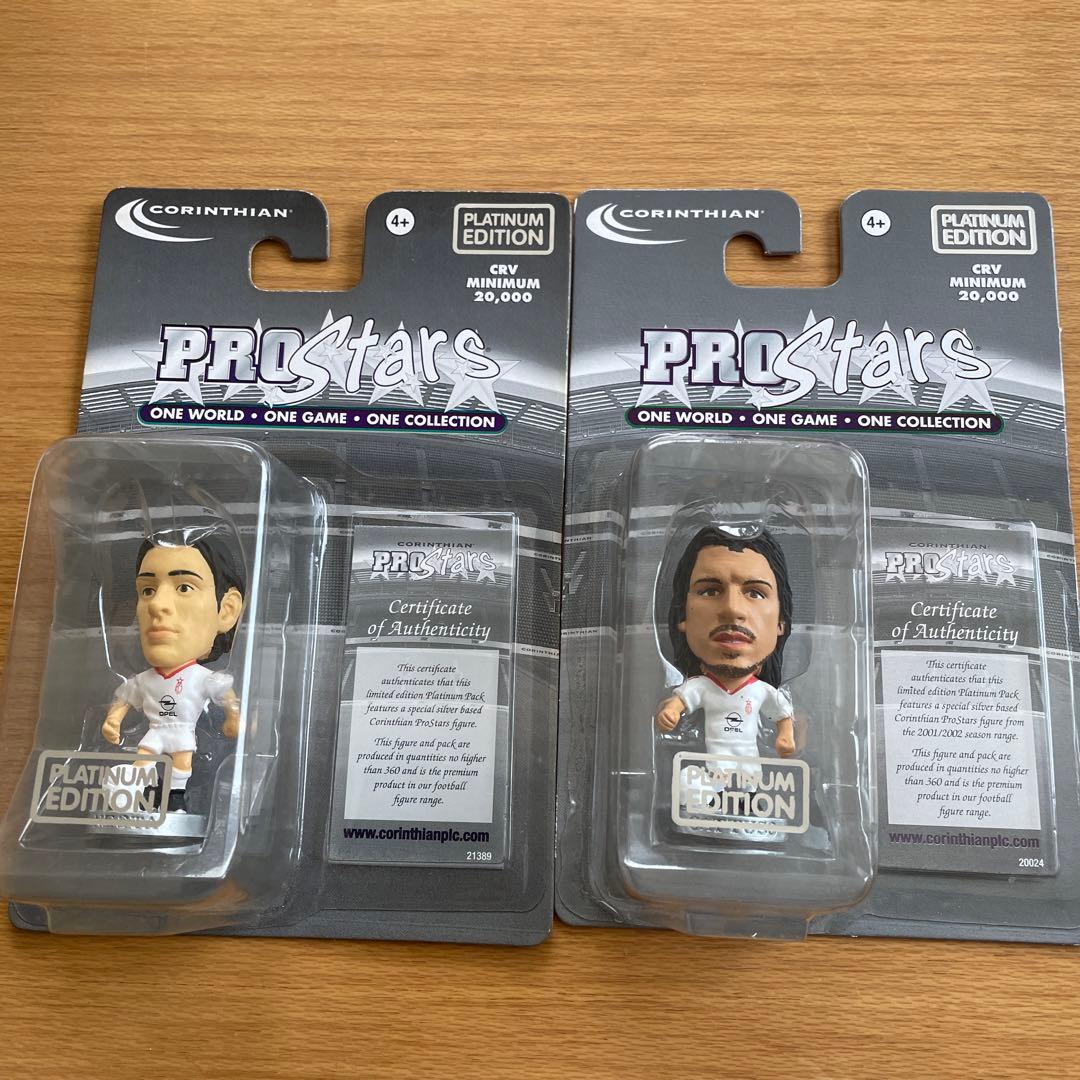 CORINTHIAN
4+
PLATINUM
EDITION
CRV
MINIMUM
20,000
PROStars
ONE WORLD • ONE GAME • ONE COLLECTION
CORINTHIAN
PROStars
Certificate
of Authenticity
This certificate
authenticates that this
limited edition Platinum Pack
features a special silver based
Corinthian ProStars figure.
This figure and pack are
produced in quantities no higher
than 360 and is the premium
product in our football
figure range.
www.corinthianplc.com
21389
OPEL
PLATINUM
EDITION
CORINTHIAN
4+
PLATINUM
EDITION
CRV
MINIMUM
20,000
PROStars
ONE WORLD • ONE GAME • ONE COLLECTION
CORINTHIAN
PROStars
Certificate
of Authenticity
This certificate
authenticates that this
limited edition Platinum Pack
features a special silver based
Corinthian ProStars figure from
the 2001/2002 season range.
This figure and pack are
produced in quantities no higher
than 360 and is the premium
product in our football
figure range.
www.corinthianplc.com
20024
OPEL
PLATINUM
EDITION